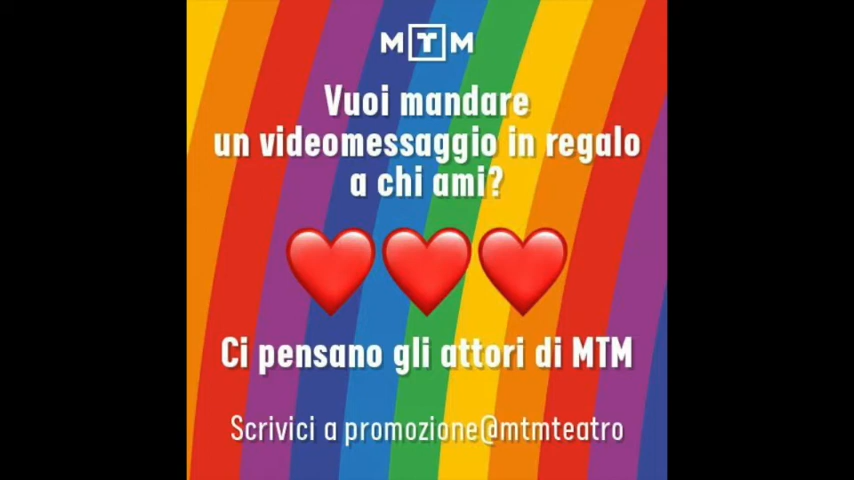 MTM
Vuoi mandare
un videomessaggio in regalo
a chi ami?
Ci pensano gli attori di MTM
Scrivici a promozione@mtmteatro